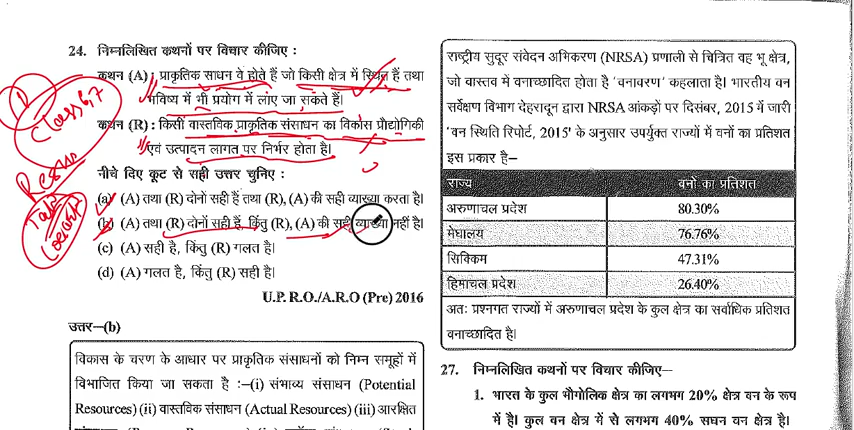 24. निम्नलिखित कथनों पर विचार कीजिए :
कथन (A) : प्राकृतिक साधन वे होते हैं जो किसी क्षेत्र में स्थित हैं तथा
भविष्य में भी प्रयोग में लाए जा सकते हैं।
कथन (R) : किसी वास्तविक प्राकृतिक संसाधन का विकास प्रौद्योगिकी
एवं उत्पादन लागत पर निर्भर होता है।
नीचे दिए कूट से सही उत्तर चुनिए :
(a) (A) तथा (R) दोनों सही हैं तथा (R), (A) की सही व्याख्या करता है।
(b) (A) तथा (R) दोनों सही हैं, किंतु (R), (A) की सही व्याख्या नहीं है।
(c) (A) सही है, किंतु (R) गलत है।
(d) (A) गलत है, किंतु (R) सही है।
U.P. R.O./A.R.O (Pre) 2016
उत्तर—(b)
विकास के चरण के आधार पर प्राकृतिक संसाधनों को निम्न समूहों में
विभाजित किया जा सकता है :–(i) संभाव्य संसाधन (Potential
Resources) (ii) वास्तविक संसाधन (Actual Resources) (iii) आरक्षित
Class 6,7
राष्ट्रीय सुदूर संवेदन अभिकरण (NRSA) प्रणाली से चित्रित वह भू क्षेत्र,
जो वास्तव में वनाच्छादित होता है 'वनावरण' कहलाता है। भारतीय वन
सर्वेक्षण विभाग देहरादून द्वारा NRSA आंकड़ों पर दिसंबर, 2015 में जारी
'वन स्थिति रिपोर्ट, 2015' के अनुसार उपर्युक्त राज्यों में वनों का प्रतिशत
इस प्रकार है—
राज्य वनों का प्रतिशत
अरुणाचल प्रदेश 80.30%
मेघालय 76.76%
सिक्किम 47.31%
हिमाचल प्रदेश 26.40%
अतः प्रश्नगत राज्यों में अरुणाचल प्रदेश के कुल क्षेत्र का सर्वाधिक प्रतिशत
वनाच्छादित है।
27. निम्नलिखित कथनों पर विचार कीजिए—
1. भारत के कुल भौगोलिक क्षेत्र का लगभग 20% क्षेत्र वन के रूप
में है। कुल वन क्षेत्र में से लगभग 40% सघन वन क्षेत्र है।